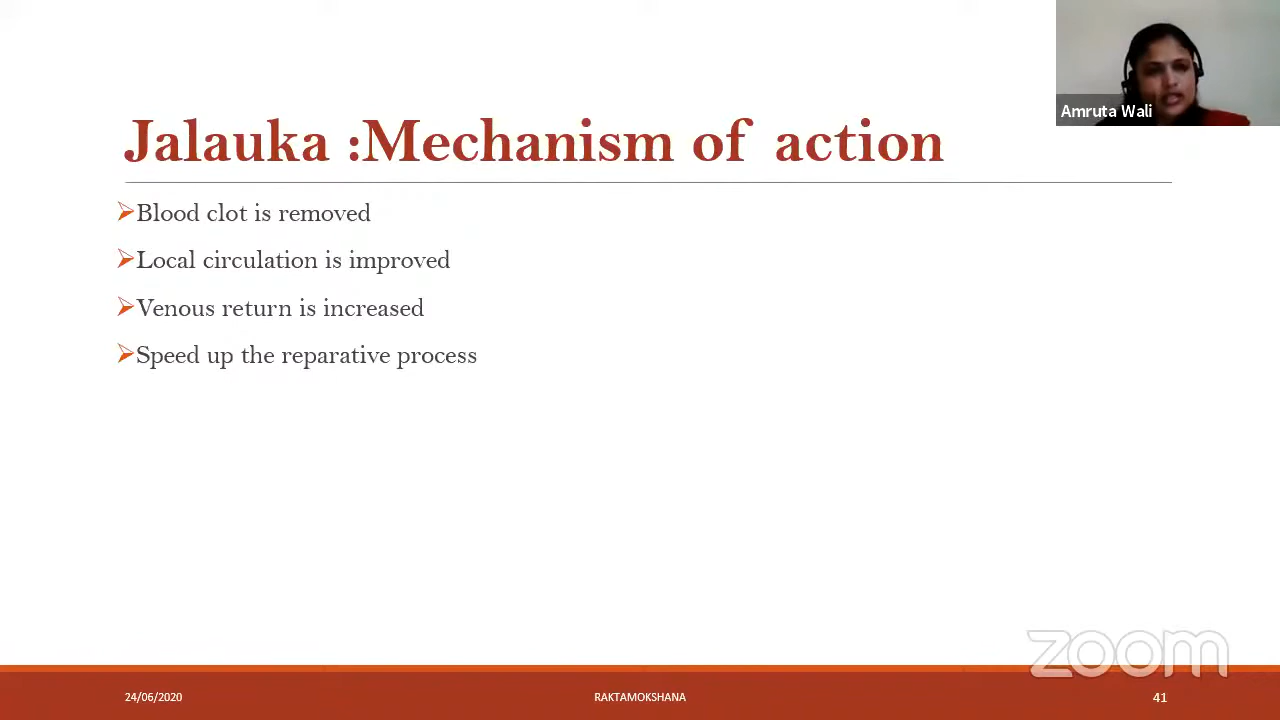 Amruta Wali
Jalauka :Mechanism of action
Blood clot is removed
Local circulation is improved
Venous return is increased
Speed up the reparative process
zoom
24/06/2020
RAKTAMOKSHANA
41